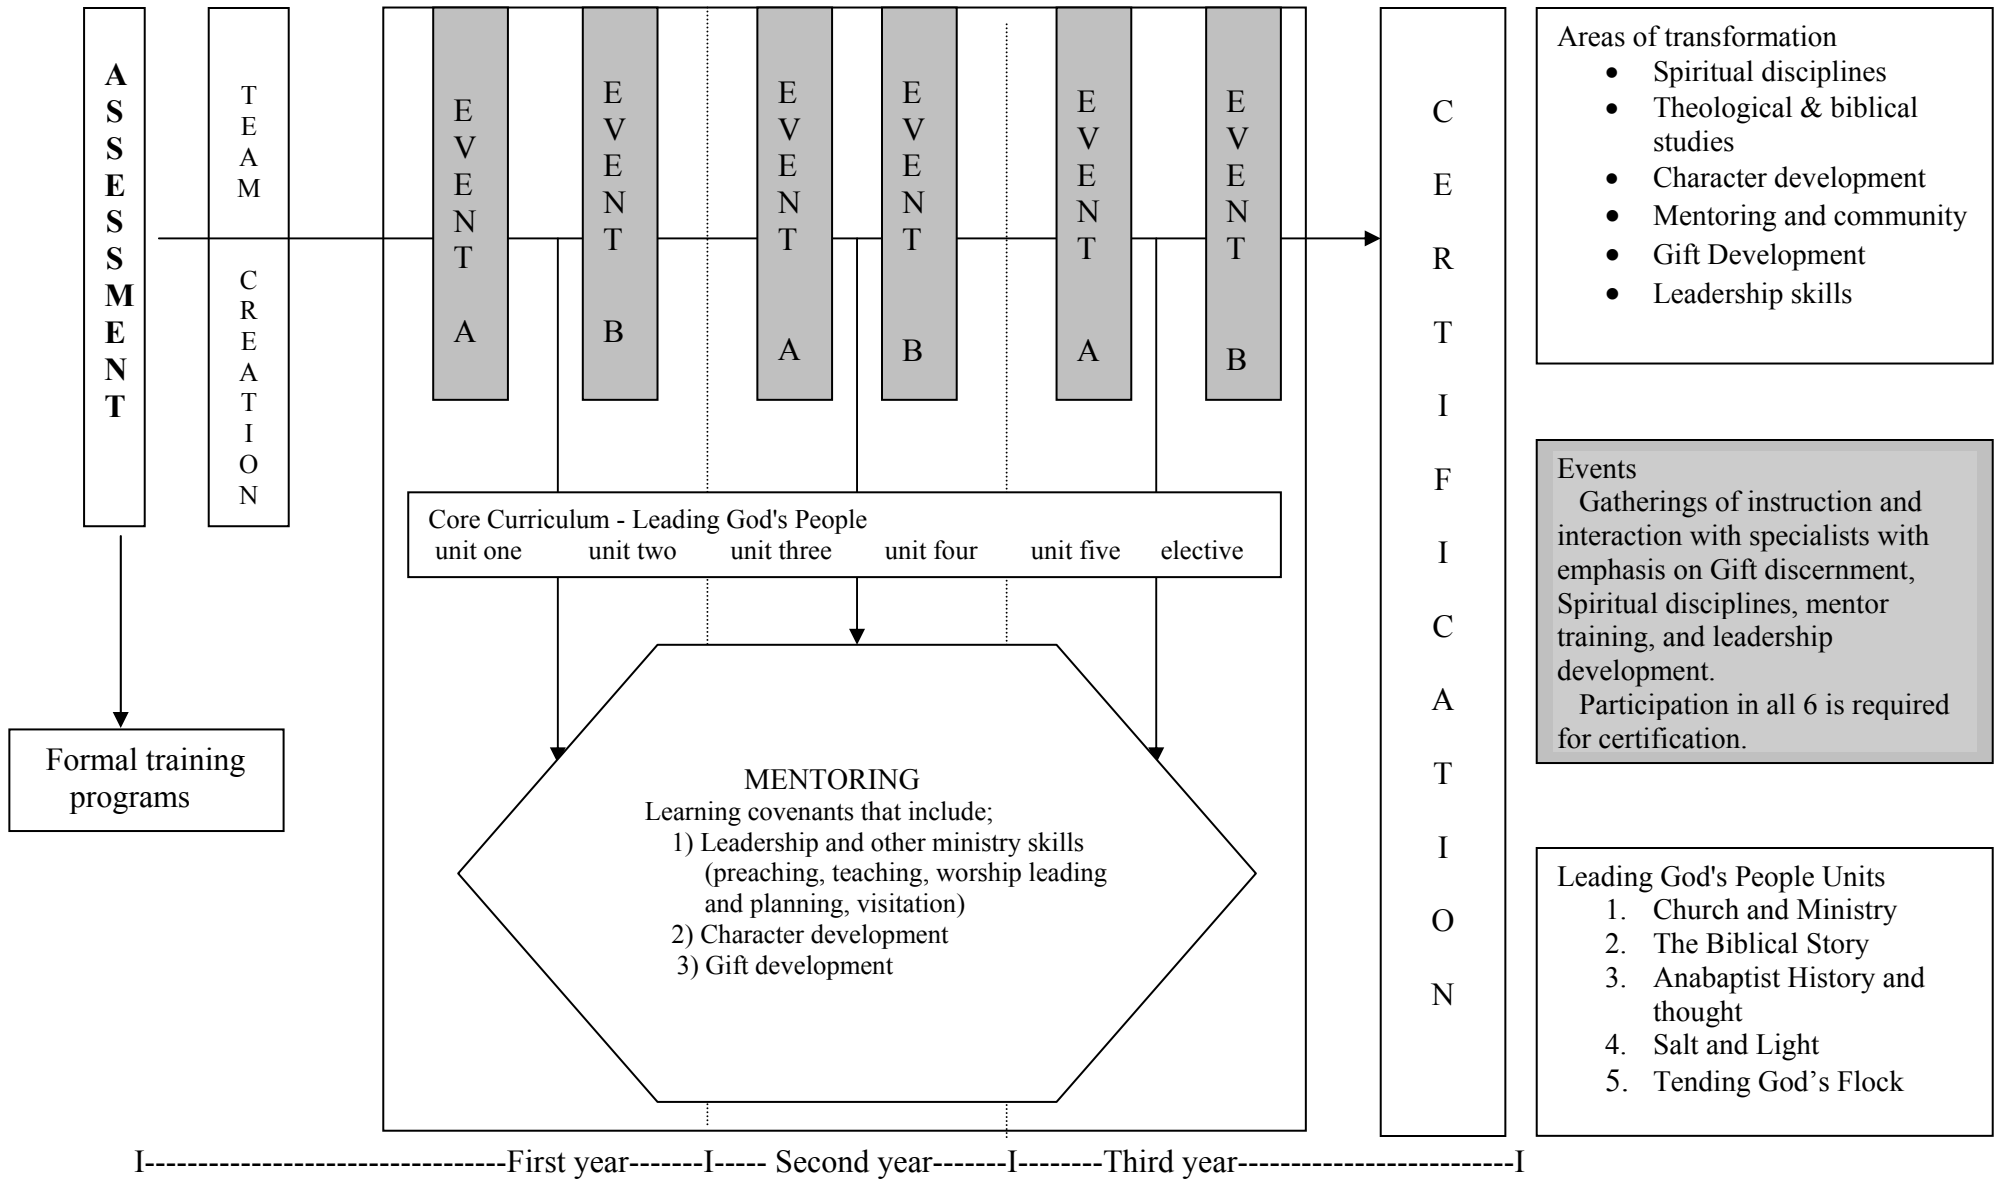 ASSESSMENT
TEAM CREATION
EVENT A
EVENT B
EVENT A
EVENT B
EVENT A
EVENT B
CERTIFICATION
Core Curriculum - Leading God's People
unit one unit two unit three unit four unit five elective
MENTORING
Learning covenants that include;
1) Leadership and other ministry skills
(preaching, teaching, worship leading
and planning, visitation)
2) Character development
3) Gift development
Formal training
programs
Areas of transformation
• Spiritual disciplines
• Theological & biblical
studies
• Character development
• Mentoring and community
• Gift Development
• Leadership skills
Events
Gatherings of instruction and
interaction with specialists with
emphasis on Gift discernment,
Spiritual disciplines, mentor
training, and leadership
development.
Participation in all 6 is required
for certification.
Leading God's People Units
1. Church and Ministry
2. The Biblical Story
3. Anabaptist History and
thought
4. Salt and Light
5. Tending God’s Flock
I----------------------------------First year-------I----- Second year-------I--------Third year--------------------------I